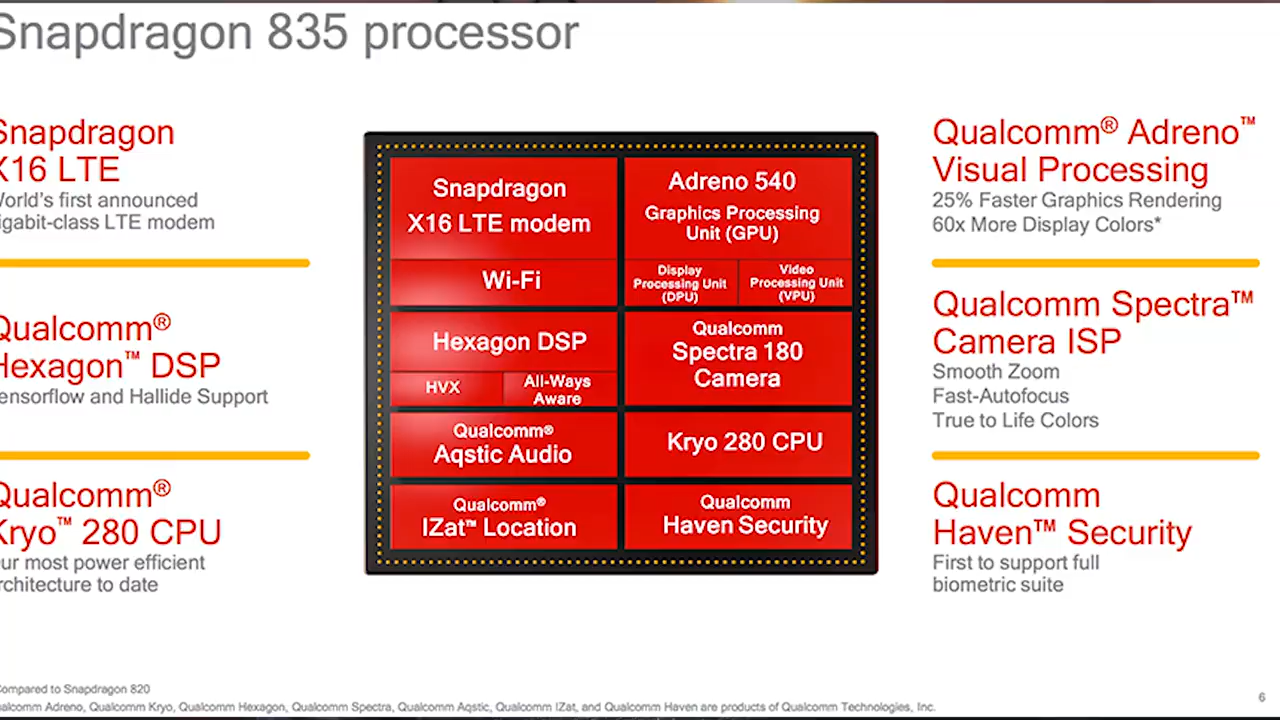 Snapdragon 835 processor
Snapdragon
X16 LTE
World's first announced
gigabit-class LTE modem
Qualcomm®
Hexagon™ DSP
Tensorflow and Hallide Support
Qualcomm®
Kryo™ 280 CPU
Our most power efficient
architecture to date
Snapdragon
X16 LTE modem
Wi-Fi
Hexagon DSP
HVX
All-Ways
Aware
Qualcomm®
Aqstic Audio
Qualcomm®
IZat™ Location
Adreno 540
Graphics Processing
Unit (GPU)
Display
Processing Unit
(DPU)
Video
Processing Unit
(VPU)
Qualcomm
Spectra 180
Camera
Kryo 280 CPU
Qualcomm
Haven Security
Qualcomm® Adreno™
Visual Processing
25% Faster Graphics Rendering
60x More Display Colors*
Qualcomm Spectra™
Camera ISP
Smooth Zoom
Fast-Autofocus
True to Life Colors
Qualcomm
Haven™ Security
First to support full
biometric suite
Compared to Snapdragon 820
Qualcomm Adreno, Qualcomm Kryo, Qualcomm Hexagon, Qualcomm Spectra, Qualcomm Aqstic, Qualcomm IZat, and Qualcomm Haven are products of Qualcomm Technologies, Inc.
6